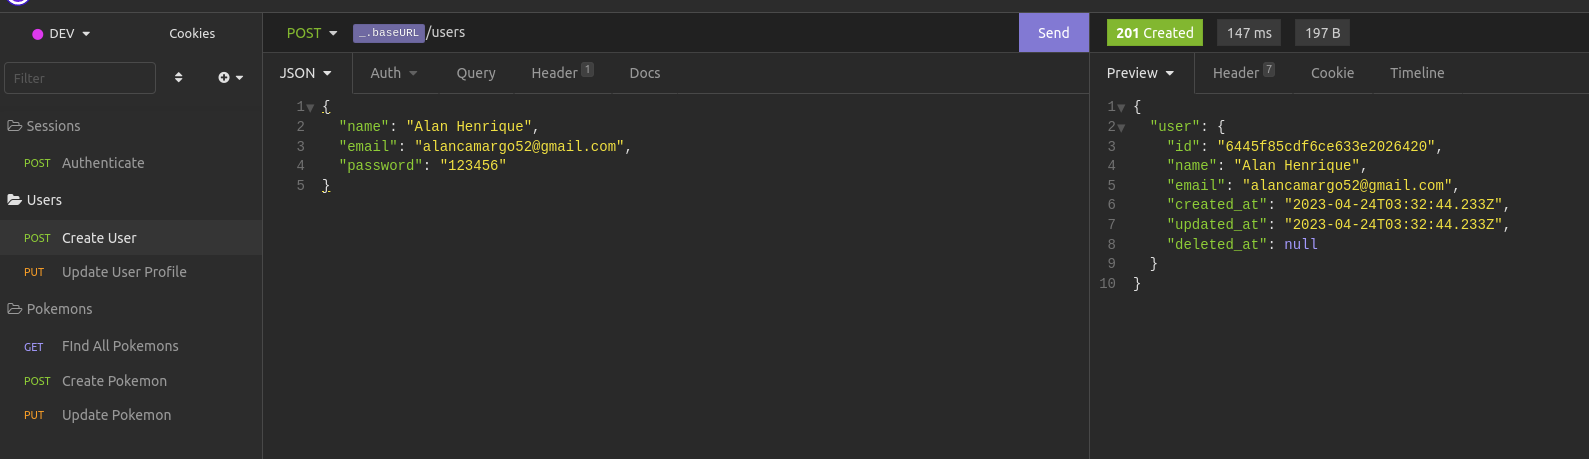 DEV
Cookies
Filter
Sessions
POST Authenticate
Users
POST Create User
PUT Update User Profile
Pokemons
GET FInd All Pokemons
POST Create Pokemon
PUT Update Pokemon
POST _.baseURL/users
Send
JSON Auth Query Header 1 Docs
1 {
2 "name": "Alan Henrique",
3 "email": "alancamargo52@gmail.com",
4 "password": "123456"
5 }
201 Created 147 ms 197 B
Preview Header 7 Cookie Timeline
1 {
2 "user": {
3 "id": "6445f85cdf6ce633e2026420",
4 "name": "Alan Henrique",
5 "email": "alancamargo52@gmail.com",
6 "created_at": "2023-04-24T03:32:44.233Z",
7 "updated_at": "2023-04-24T03:32:44.233Z",
8 "deleted_at": null
9 }
10 }